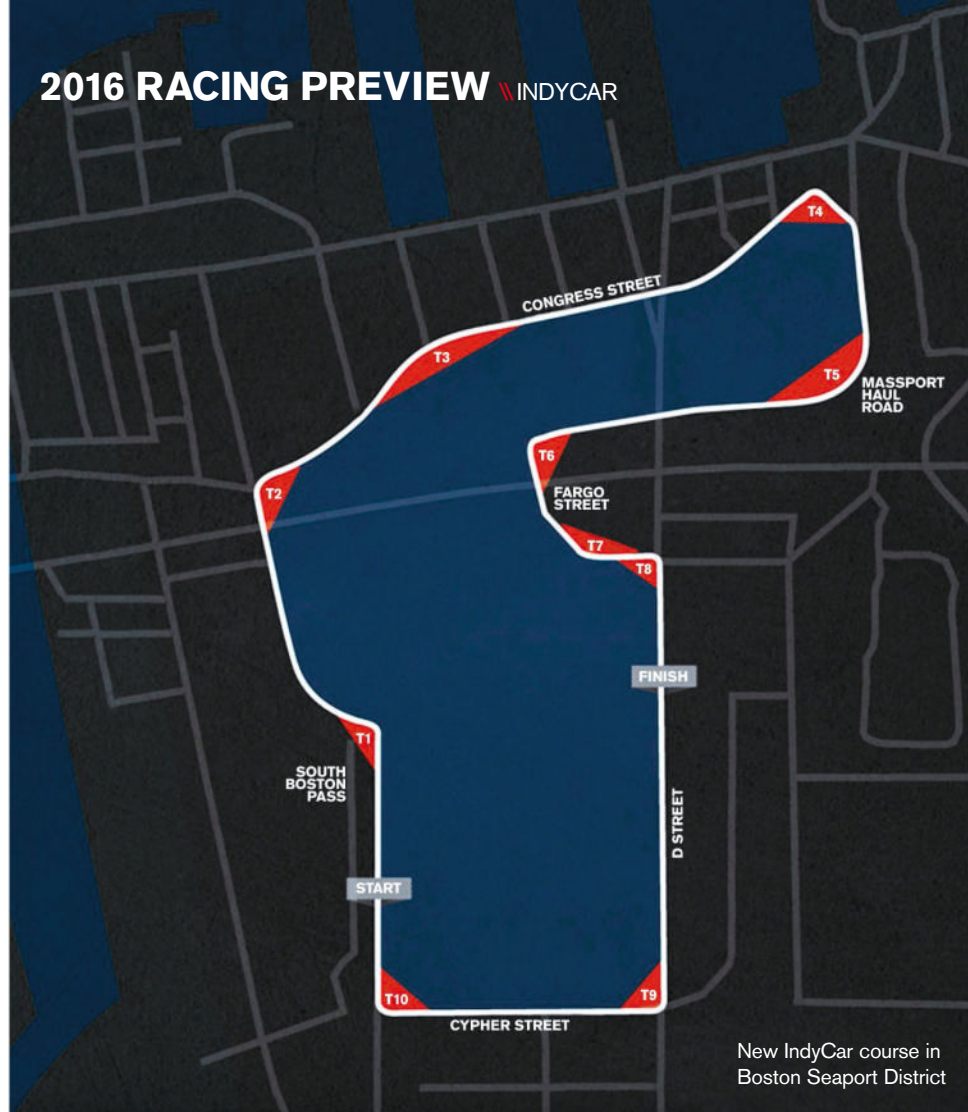 2016 RACING PREVIEW \\ INDYCAR
T4
CONGRESS STREET
T3
T5
MASSPORT
HAUL
ROAD
T6
T2
FARGO
STREET
T7
T8
FINISH
T1
SOUTH
BOSTON
PASS
D STREET
START
T10
T9
CYPHER STREET
New IndyCar course in
Boston Seaport District